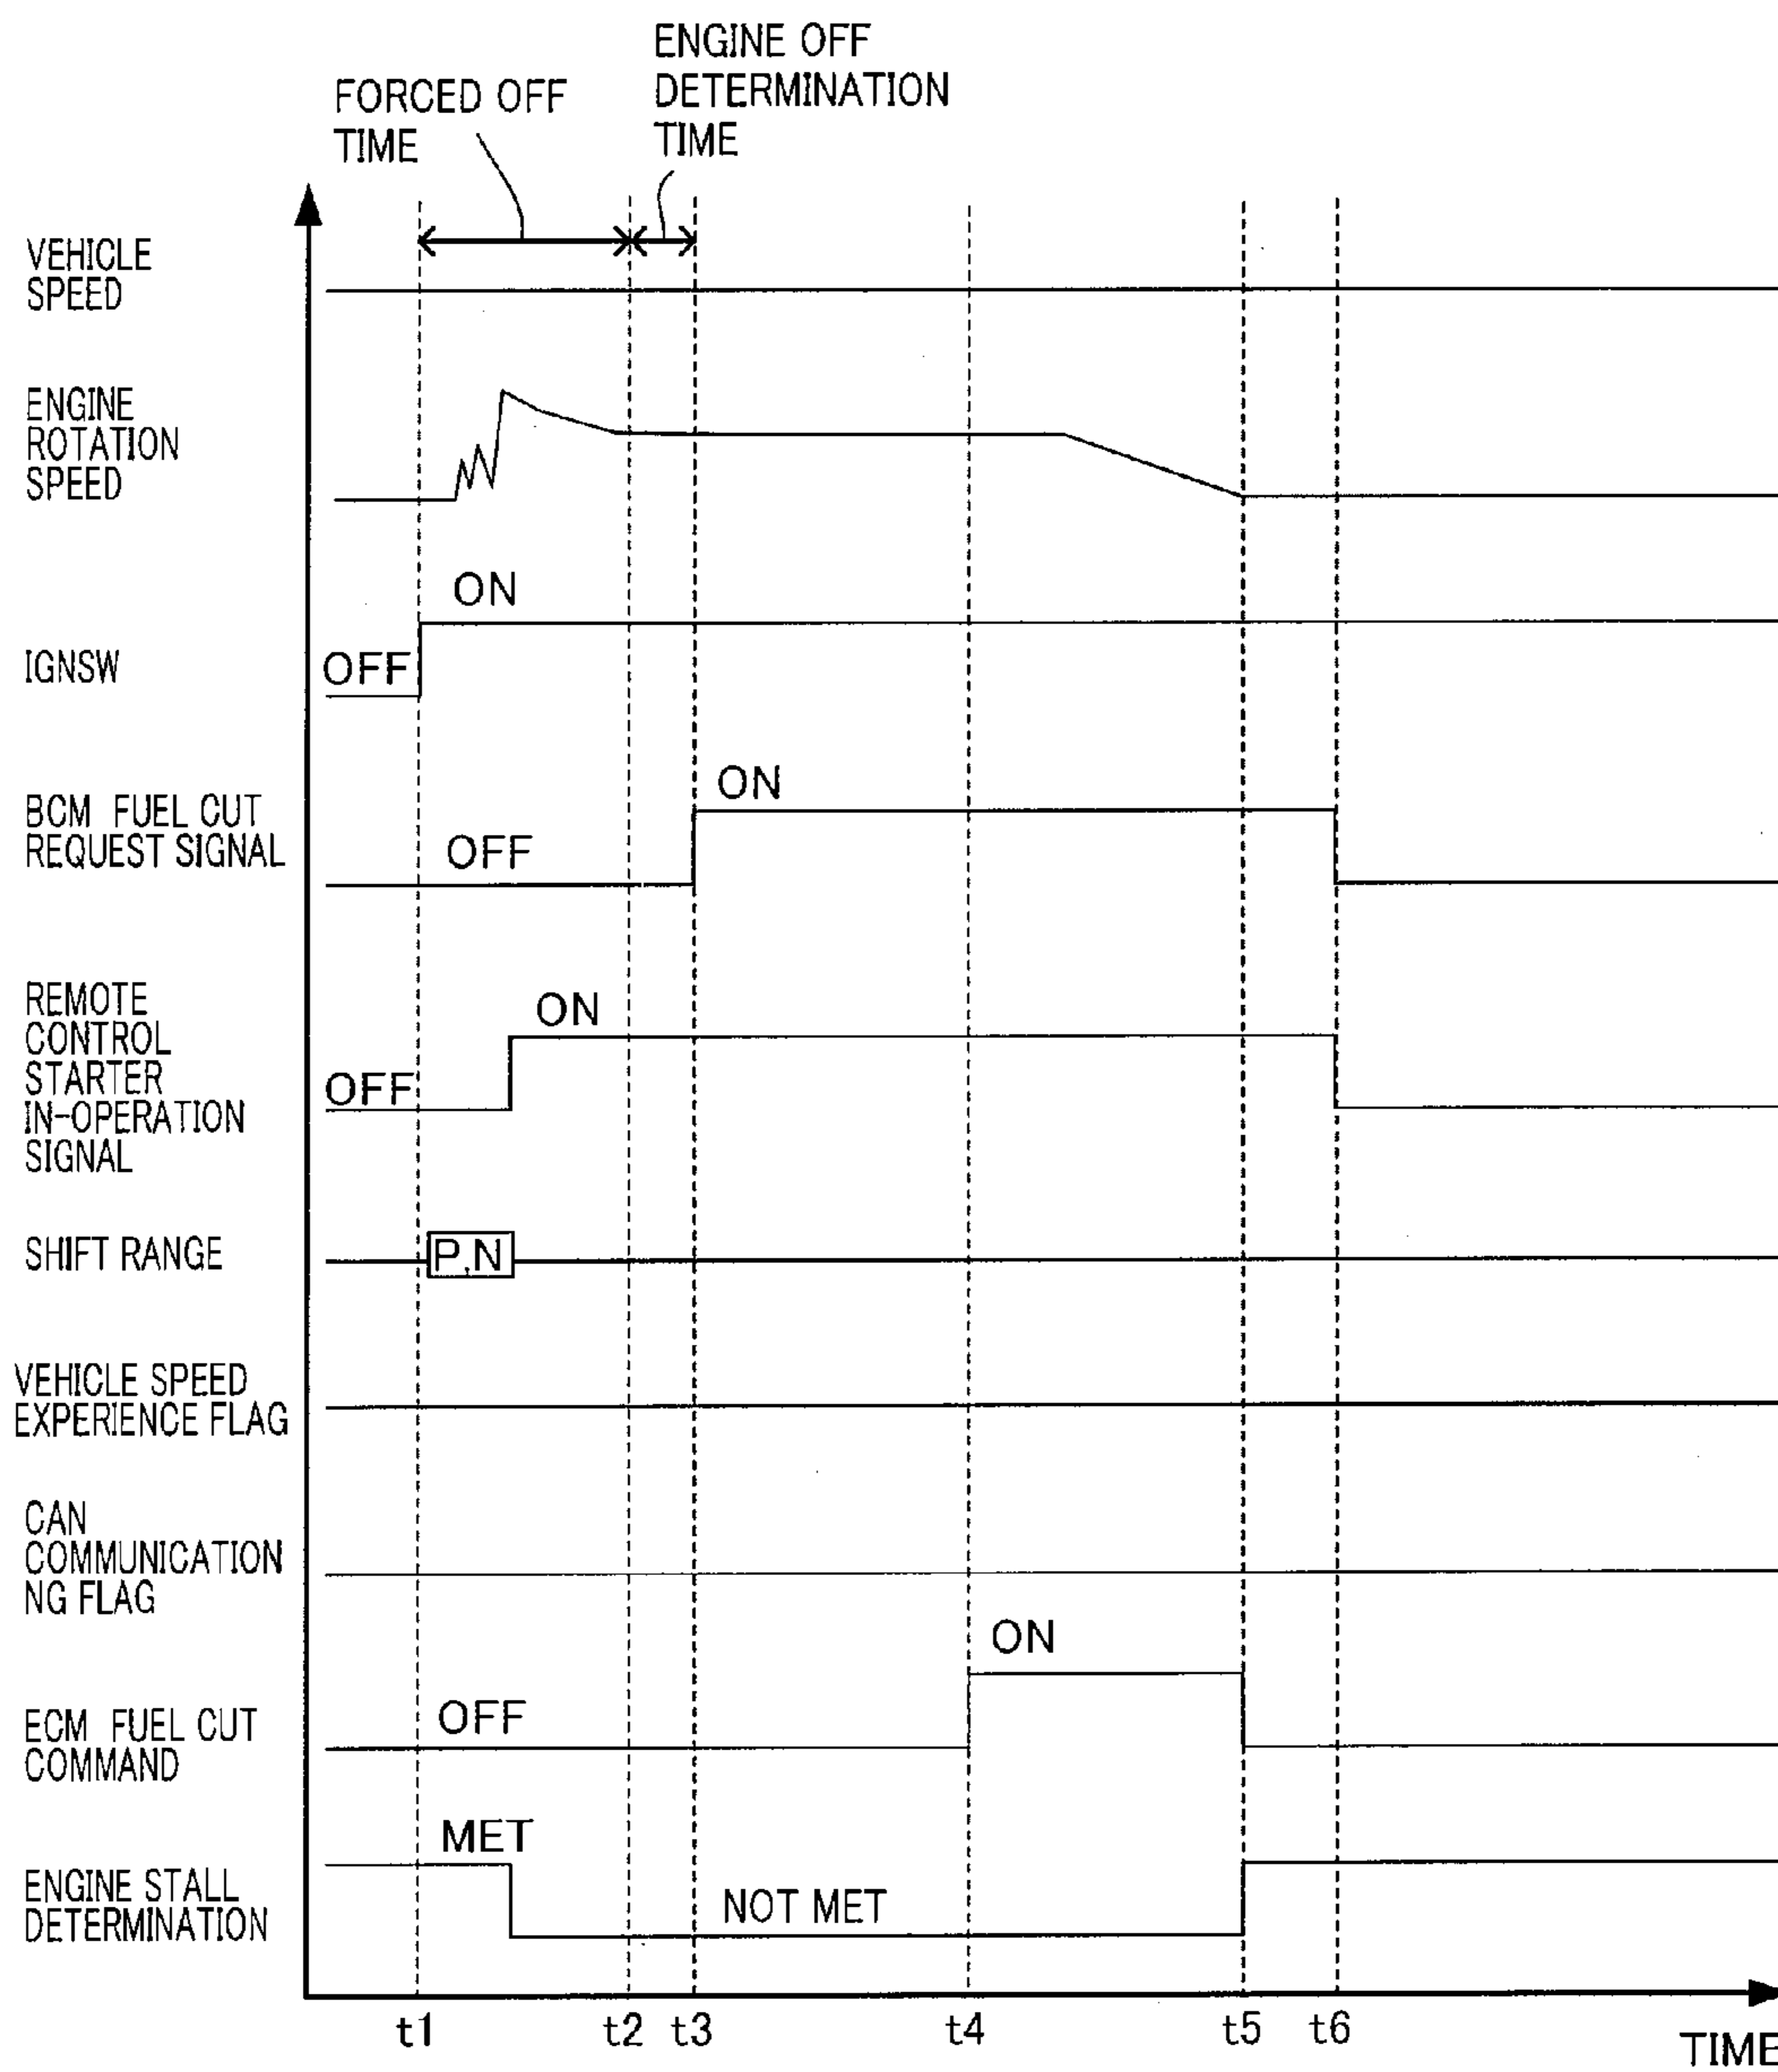 ENGINE OFF
DETERMINATION
TIME
FORCED OFF
TIME
VEHICLE
SPEED
ENGINE
ROTATION
SPEED
ON
IGNSW
OFF
ON
BCM FUEL CUT
REQUEST SIGNAL
OFF
REMOTE
CONTROL
STARTER
IN-OPERATION
SIGNAL
ON
OFF
SHIFT RANGE
P,N
VEHICLE SPEED
EXPERIENCE FLAG
CAN
COMMUNICATION
NG FLAG
ON
ECM FUEL CUT
COMMAND
OFF
MET
ENGINE STALL
DETERMINATION
NOT MET
t1 t2 t3 t4 t5 t6
TIME